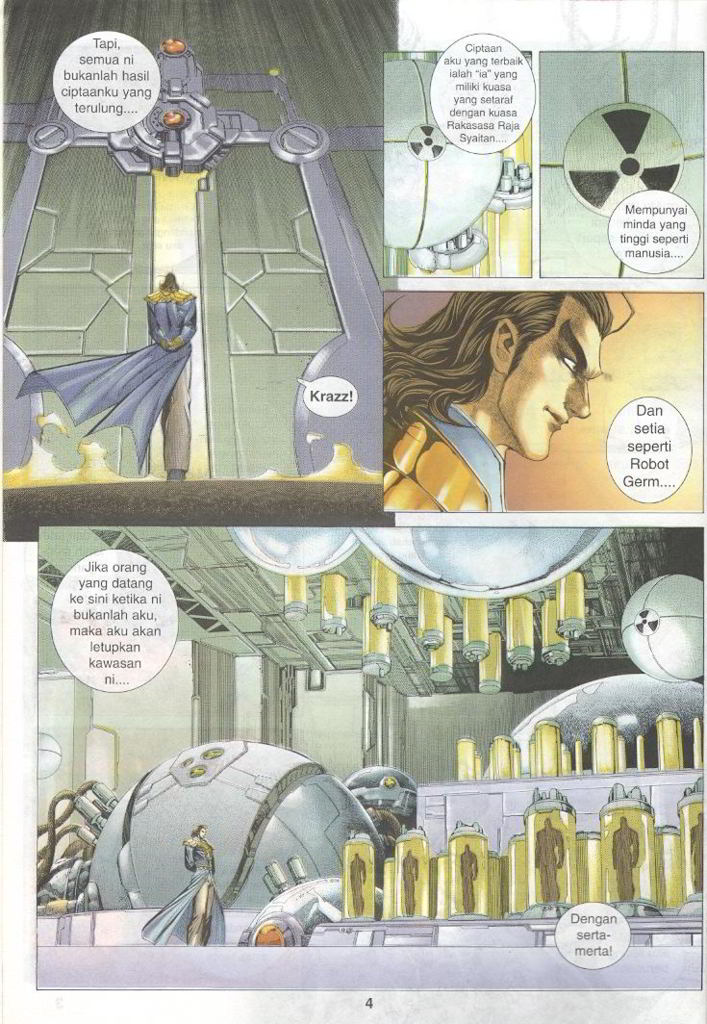 Tapi,
semua ni
bukanlah hasil
ciptaanku yang
terulung....
Ciptaan
aku yang terbaik
ialah "ia" yang
miliki kuasa
yang setaraf
dengan kuasa
Rakasasa Raja
Syaitan....
Mempunyai
minda yang
tinggi seperti
manusia....
Krazz!
Dan
setia
seperti
Robot
Germ....
Jika orang
yang datang
ke sini ketika ni
bukanlah aku,
maka aku akan
letupkan
kawasan
ni....
Dengan
serta-
merta!
4